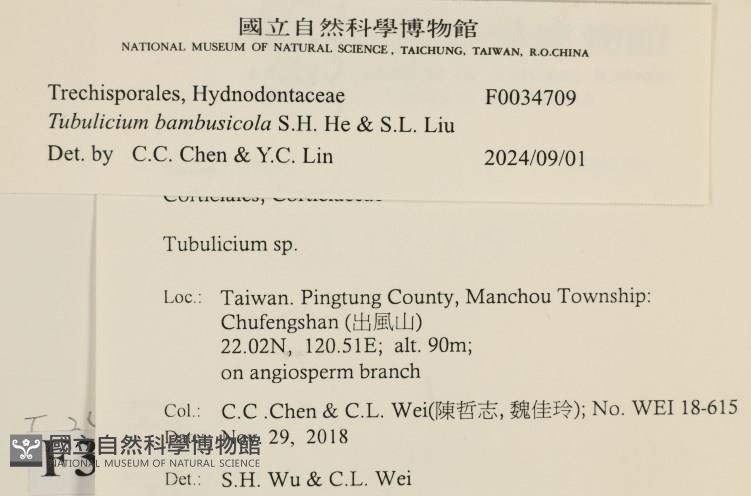 國立自然科學博物館
NATIONAL MUSEUM OF NATURAL SCIENCE, TAICHUNG, TAIWAN, R.O.CHINA
Trechisporales, Hydnodontaceae F0034709
Tubulicium bambusicola S.H. He & S.L. Liu
Det. by C.C. Chen & Y.C. Lin 2024/09/01
Tubulicium sp.
Loc.: Taiwan. Pingtung County, Manchou Township:
Chufengshan (出風山)
22.02N, 120.51E; alt. 90m;
on angiosperm branch
Col.: C.C .Chen & C.L. Wei(陳哲志, 魏佳玲); No. WEI 18-615
Date: Nov. 29, 2018
國立自然科學博物館
NATIONAL MUSEUM OF NATURAL SCIENCE
F3
Det.: S.H. Wu & C.L. Wei